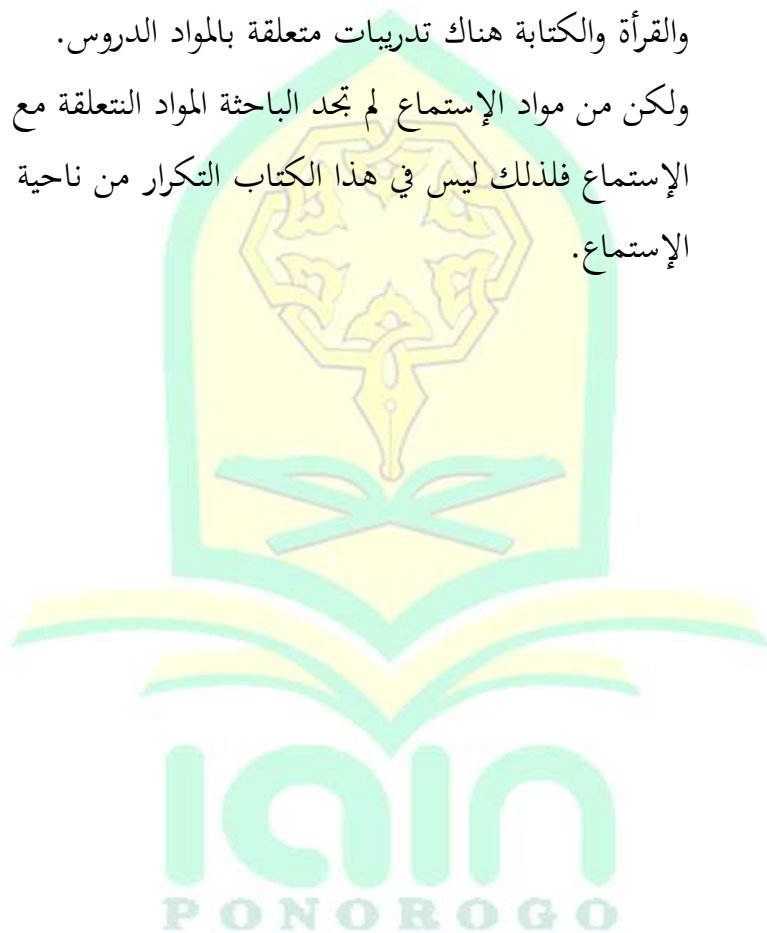 والقرأة والكتابة هناك تدريبات متعلقة بالمواد الدروس.
ولكن من مواد الإستماع لم تجد الباحثة المواد النتعلقة مع
الإستماع فلذلك ليس في هذا الكتاب التكرار من ناحية
الإستماع.
iain
PONOROGO